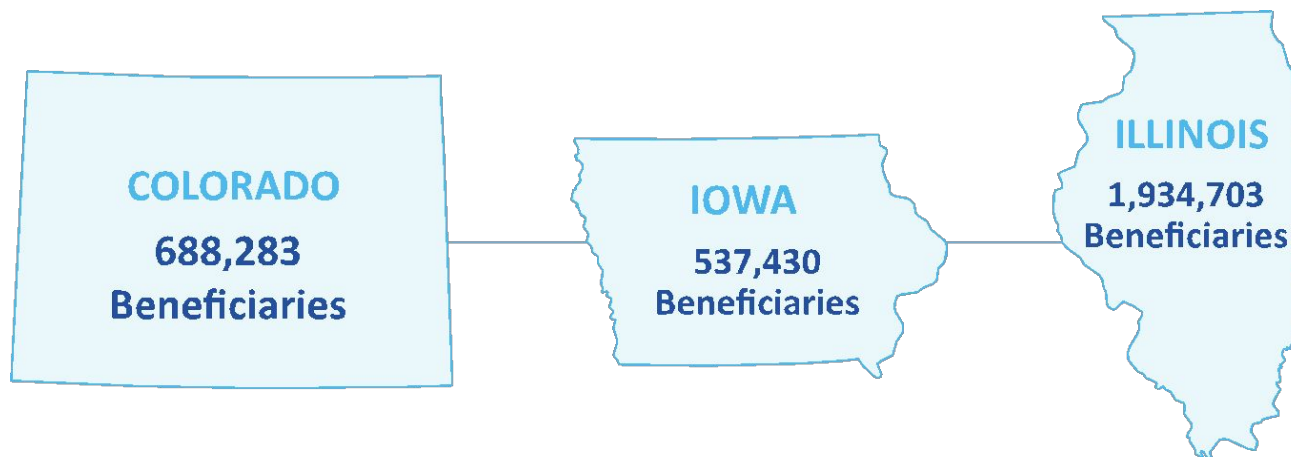 COLORADO
688,283
Beneficiaries
IOWA
537,430
Beneficiaries
ILLINOIS
1,934,703
Beneficiaries